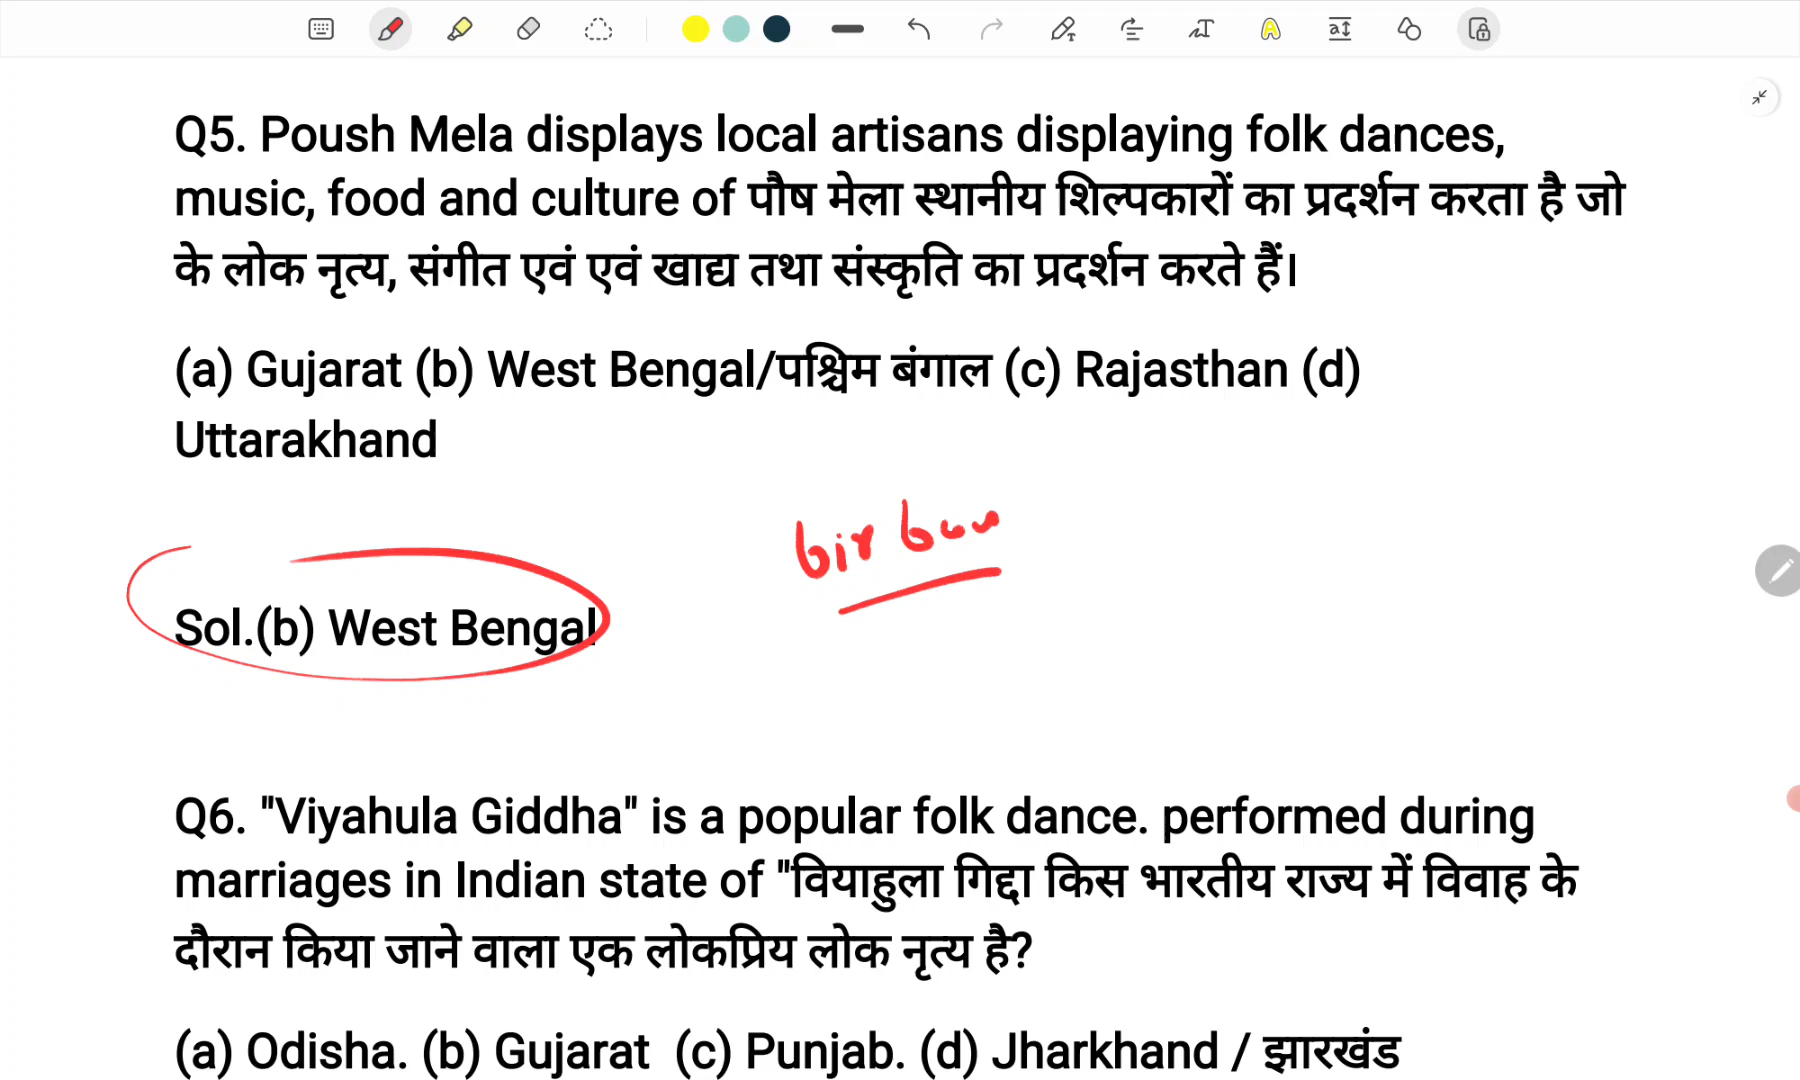 Q5. Poush Mela displays local artisans displaying folk dances,
music, food and culture of पौष मेला स्थानीय शिल्पकारों का प्रदर्शन करता है जो
के लोक नृत्य, संगीत एवं एवं खाद्य तथा संस्कृति का प्रदर्शन करते हैं।
(a) Gujarat (b) West Bengal/पश्चिम बंगाल (c) Rajasthan (d)
Uttarakhand
bir
Sol.(b) West Bengal
Q6. "Viyahula Giddha" is a popular folk dance. performed during
marriages in Indian state of "वियाहुला गिद्दा किस भारतीय राज्य में विवाह के
दौरान किया जाने वाला एक लोकप्रिय लोक नृत्य है?
(a) Odisha. (b) Gujarat (c) Punjab. (d) Jharkhand / झारखंड